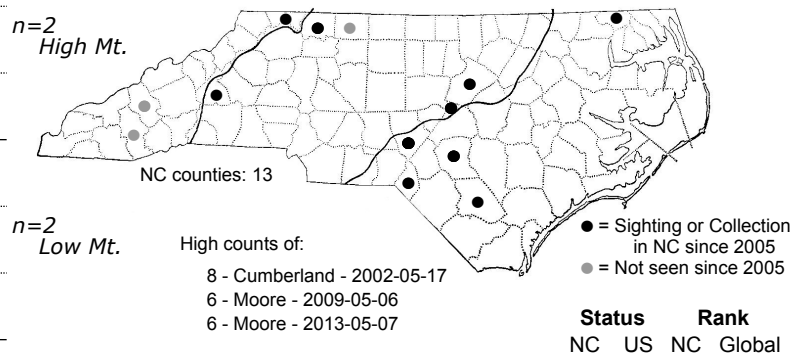 n=2
High Mt.
NC counties: 13
n=2
Low Mt.
High counts of:
8 - Cumberland - 2002-05-17
6 - Moore - 2009-05-06
6 - Moore - 2013-05-07
● = Sighting or Collection
in NC since 2005
● = Not seen since 2005
Status Rank
NC US NC Global